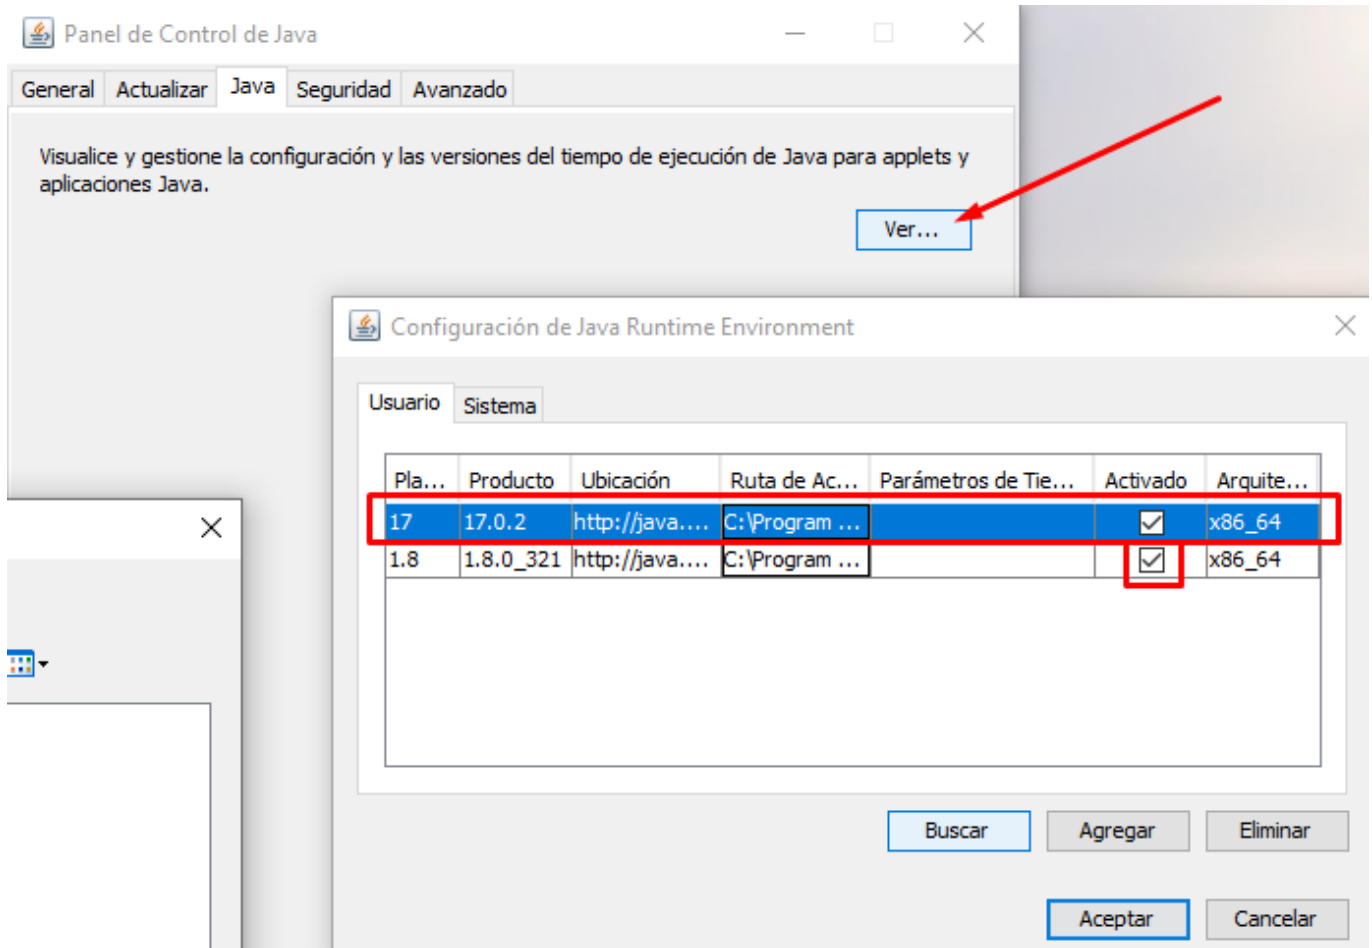 Panel de Control de Java
General Actualizar Java Seguridad Avanzado
Visualice y gestione la configuración y las versiones del tiempo de ejecución de Java para applets y
aplicaciones Java.
Ver...
Configuración de Java Runtime Environment
Usuario Sistema
Pla... Producto Ubicación Ruta de Ac... Parámetros de Tie... Activado Arquite...
17 17.0.2 http://java.... C:\Program ... x86_64
1.8 1.8.0_321 http://java.... C:\Program ... x86_64
Buscar Agregar Eliminar
Aceptar Cancelar